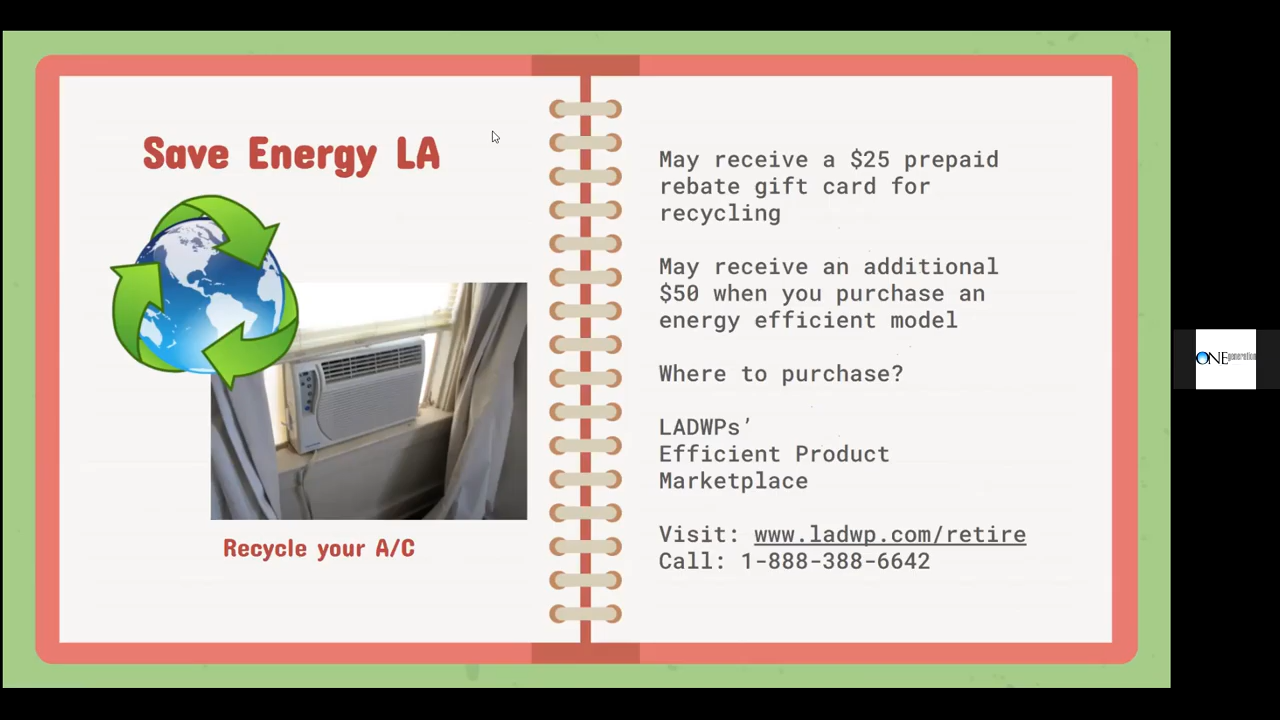 Save Energy LA
Recycle your A/C
May receive a $25 prepaid
rebate gift card for
recycling
May receive an additional
$50 when you purchase an
energy efficient model
Where to purchase?
LADWPs’
Efficient Product
Marketplace
Visit: www.ladwp.com/retire
Call: 1-888-388-6642
ONEgeneration